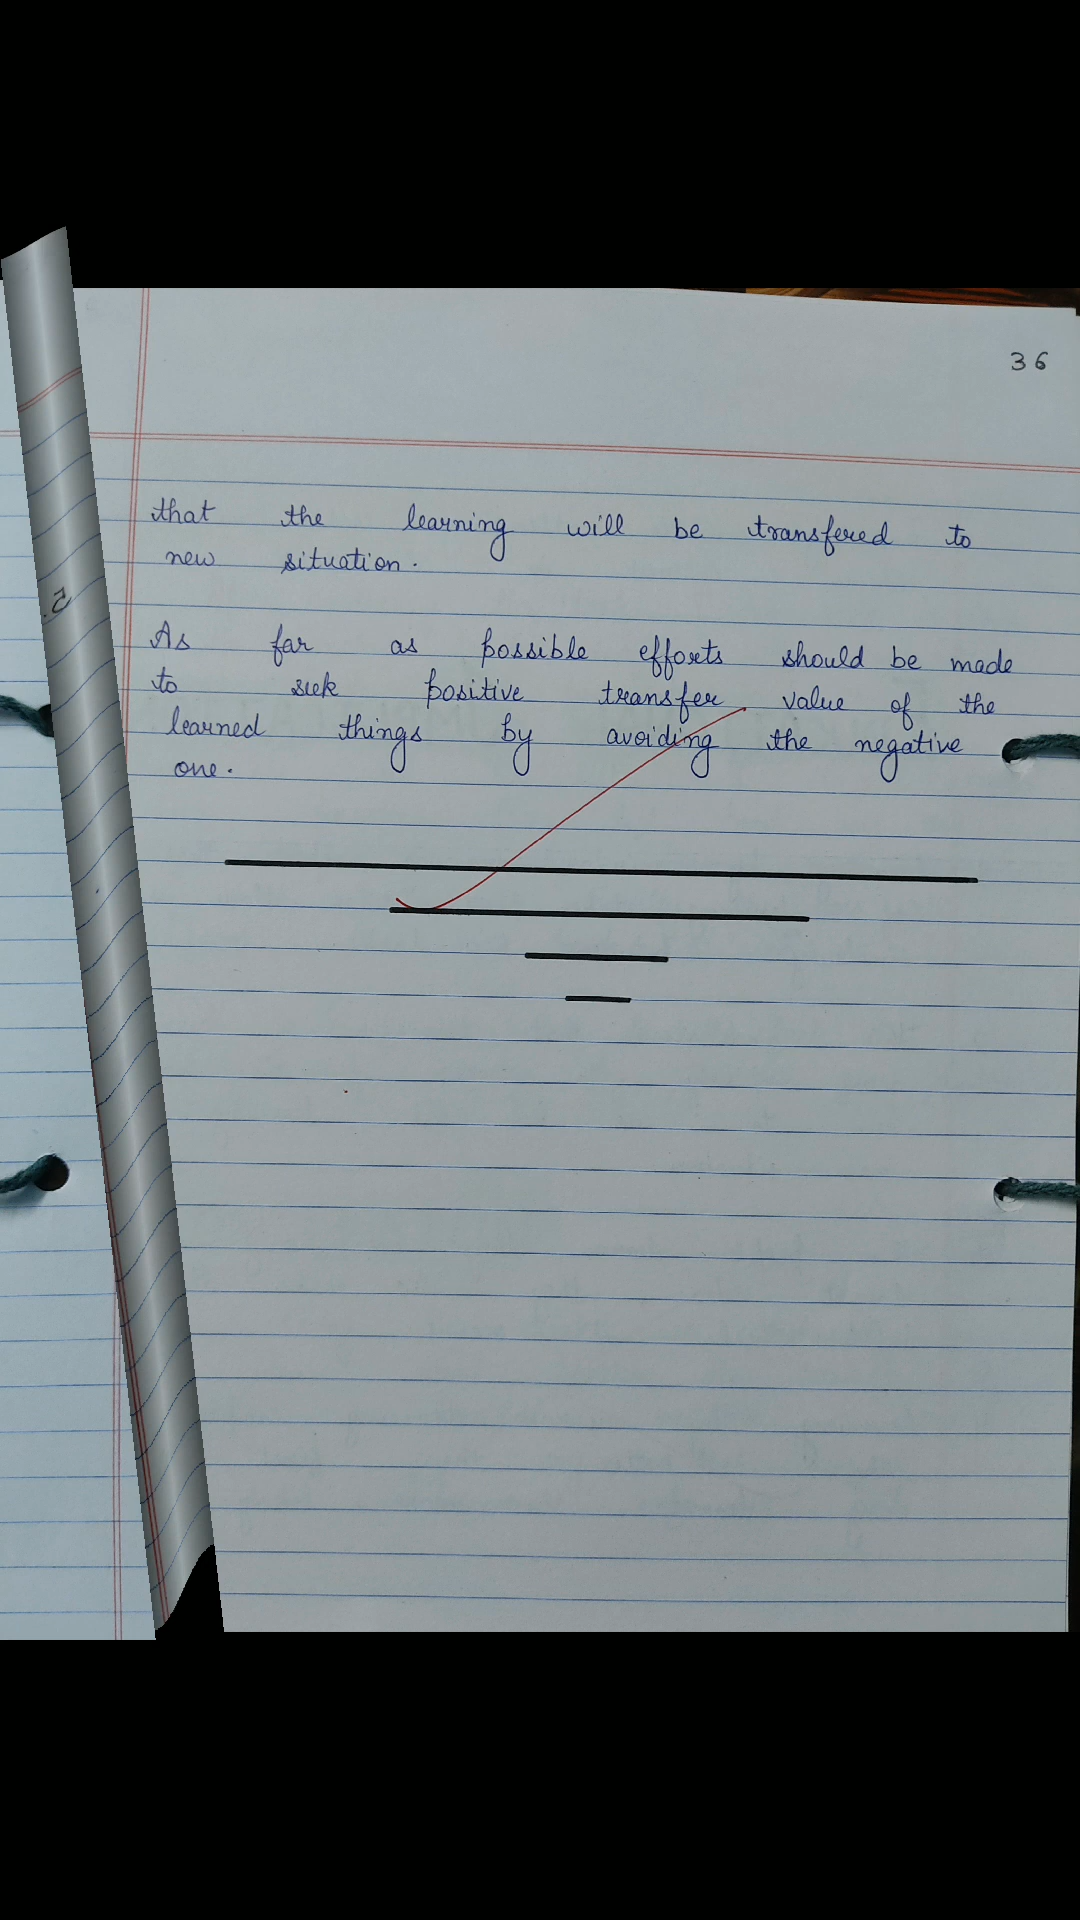 36
that the learning will be transfered to
new situation.
As far as possible efforts should be made
to seek positive transfer value of the
learned things by avoiding the negative
one.